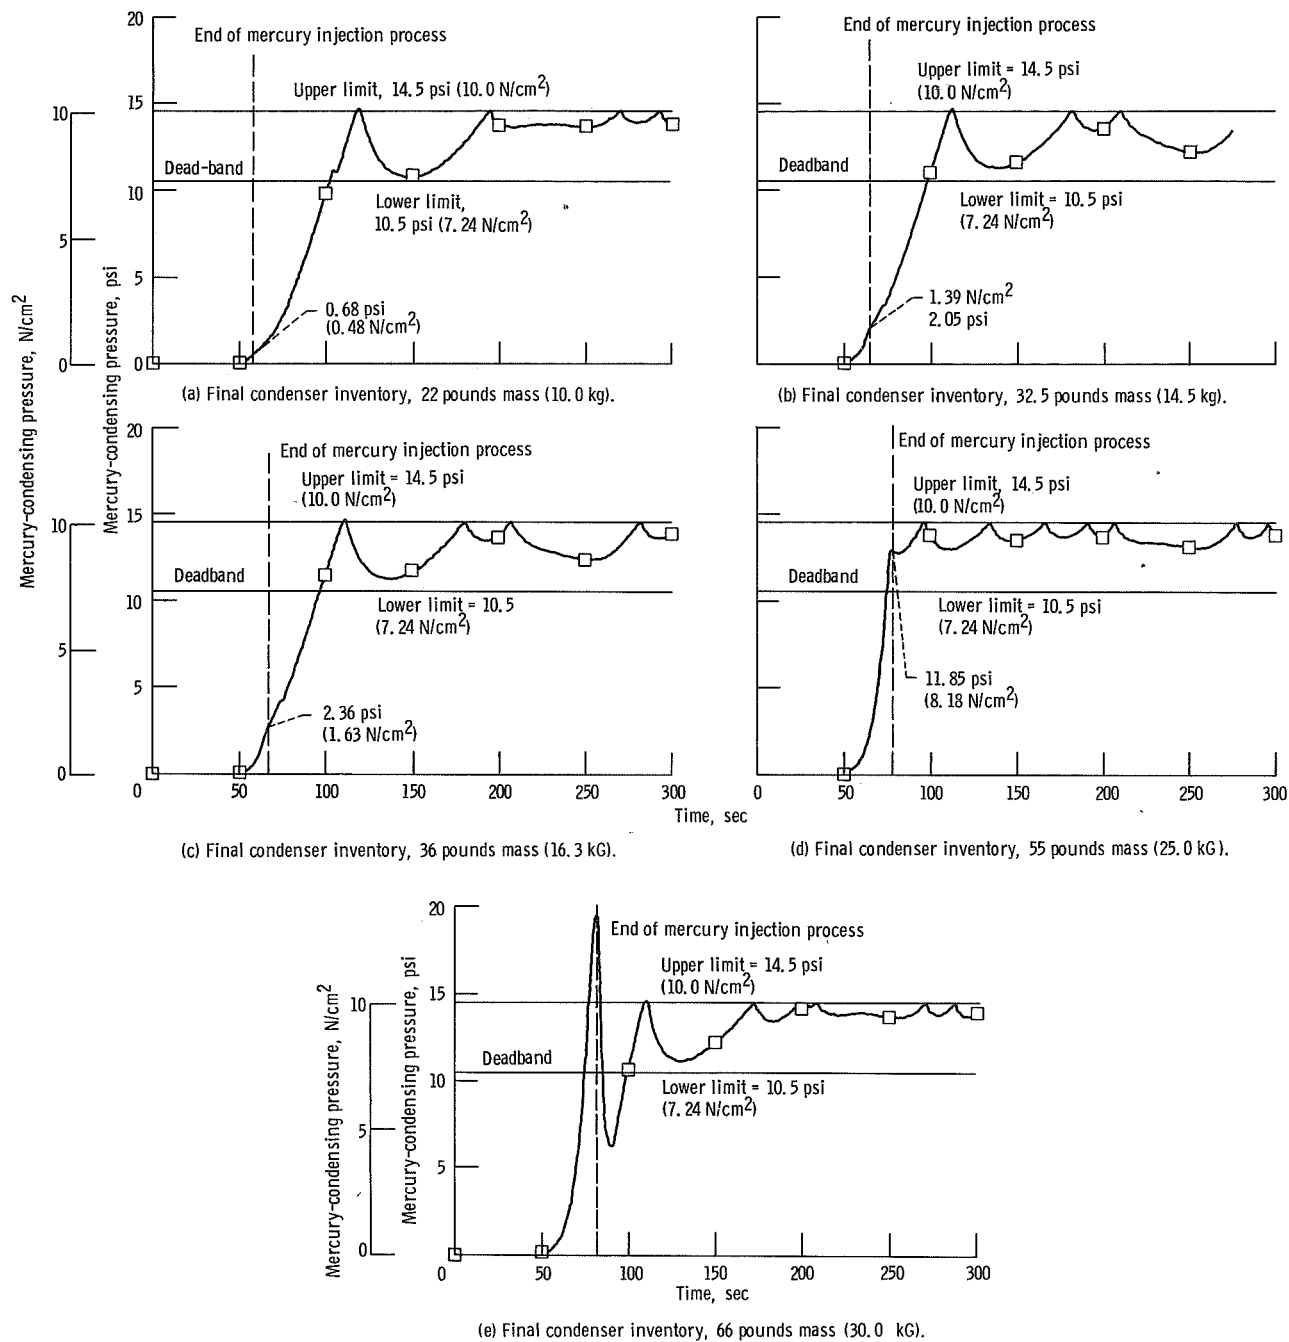 20
End of mercury injection process
Upper limit, 14.5 psi (10.0 N/cm2)
15
10
Dead-band
10
Lower limit,
10.5 psi (7.24 N/cm2)
5
5
0.68 psi
(0.48 N/cm2)
0
0
Mercury-condensing pressure, N/cm2
Mercury-condensing pressure, psi
(a) Final condenser inventory, 22 pounds mass (10.0 kg).
End of mercury injection process
Upper limit = 14.5 psi
(10.0 N/cm2)
Deadband
Lower limit = 10.5 psi
(7.24 N/cm2)
1.39 N/cm2
2.05 psi
(b) Final condenser inventory, 32.5 pounds mass (14.5 kg).
20
End of mercury injection process
Upper limit = 14.5 psi
(10.0 N/cm2)
15
10
Deadband
10
Lower limit = 10.5
(7.24 N/cm2)
5
5
2.36 psi
(1.63 N/cm2)
0
0
0 50 100 150 200 250 300
(c) Final condenser inventory, 36 pounds mass (16.3 kG).
End of mercury injection process
Upper limit, 14.5 psi
(10.0 N/cm2)
Deadband
Lower limit = 10.5 psi
(7.24 N/cm2)
11.85 psi
(8.18 N/cm2)
0 50 100 150 200 250 300
Time, sec
(d) Final condenser inventory, 55 pounds mass (25.0 kG).
20
End of mercury injection process
Upper limit = 14.5 psi
(10.0 N/cm2)
15
10
Deadband
10
Lower limit = 10.5 psi
(7.24 N/cm2)
5
5
0
Mercury-condensing pressure, N/cm2
Mercury-condensing pressure, psi
0 50 100 150 200 250 300
Time, sec
(e) Final condenser inventory, 66 pounds mass (30.0 kG).